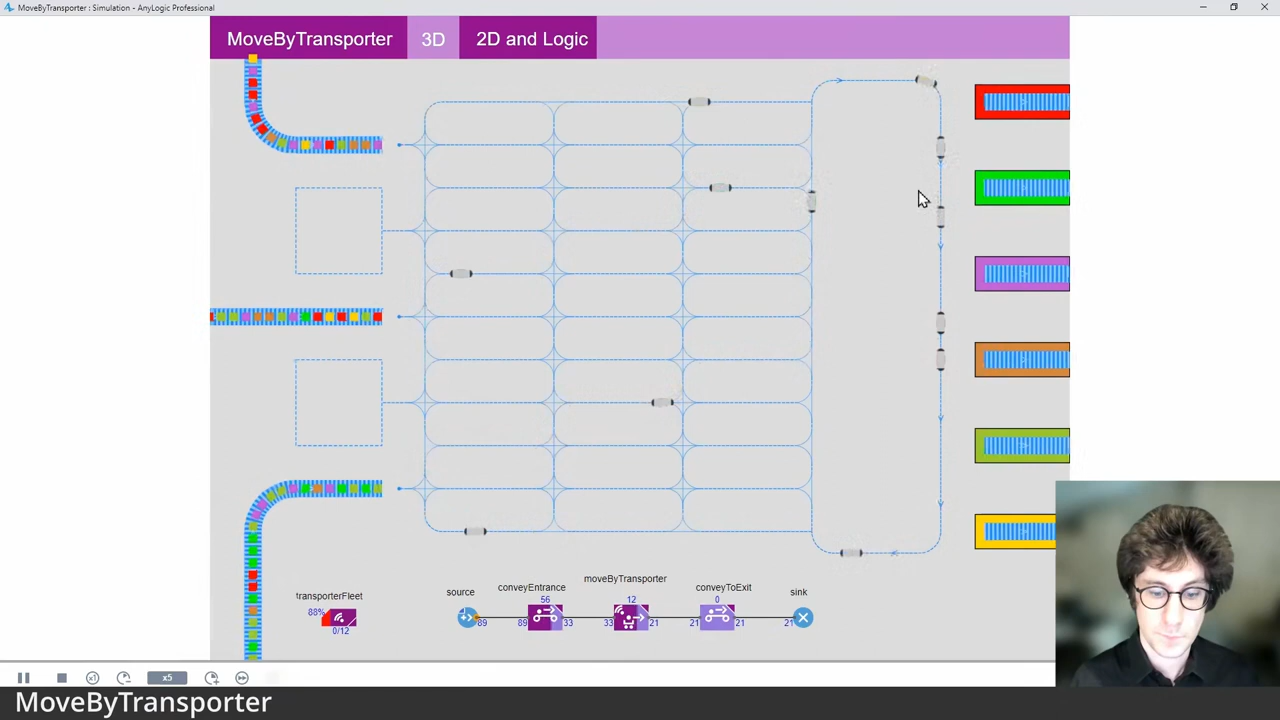 MoveByTransporter : Simulation - AnyLogic Professional
MoveByTransporter
3D
2D and Logic
transporterFleet
88%
0/12
source
89
conveyEntrance
56
89
33
moveByTransporter
12
33
21
conveyToExit
0
21
21
sink
21
x1
x5
MoveByTransporter